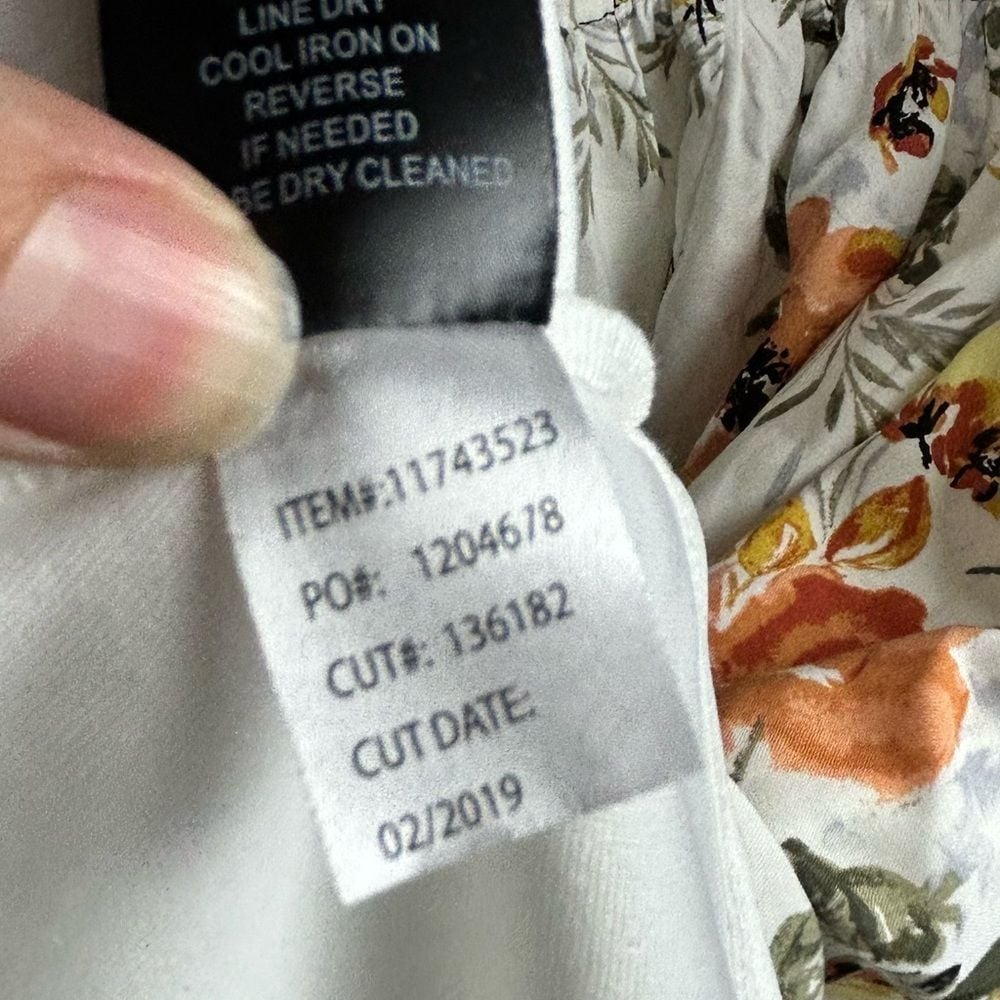 LINE DRY
COOL IRON ON
REVERSE
IF NEEDED
BE DRY CLEANED
ITEM#:11743523
PO#: 1204678
CUT#: 136182
CUT DATE:
02/2019